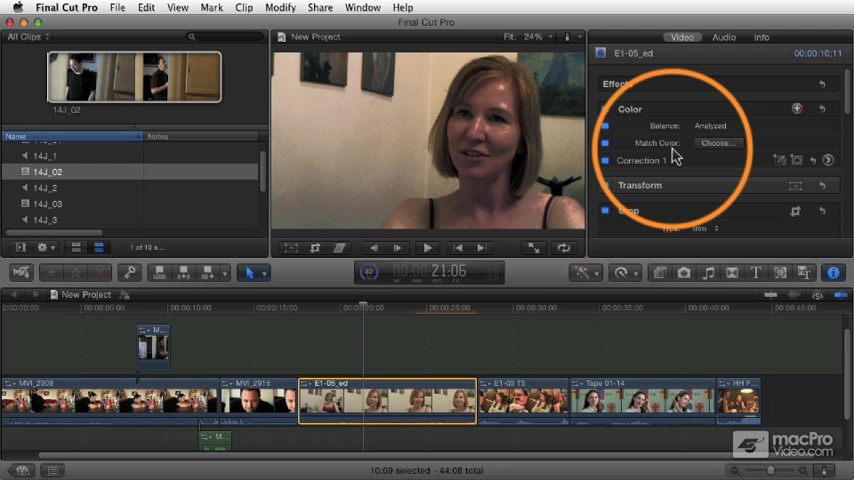 Final Cut Pro File Edit View Mark Clip Modify Share Window Help
Final Cut Pro
All Clips
New Project
Fit: 24%
Video Audio Info
E1-05_ed
00:00:10;11
14J_02
Name Notes
14J_1
14J_02
14J_2
14J_03
14J_3
1 of 10 s...
Effects
Color
Balance: Analyzed
Match Color: Choose...
Correction 1
Transform
Crop
Type: Trim
32
21:06
New Project
00:00:05:00 00:00:10:00 00:00:15:00 00:00:25:00 00:00:30:00 00:00:35:00 00:00:40:00 00:00:45:00
M...
MVI_2909
MVI_2915
E1-05_ed
E1-05 T5
Tape 01-14
HH F...
M...
macPro
Video.com
10:09 selected - 44:08 total